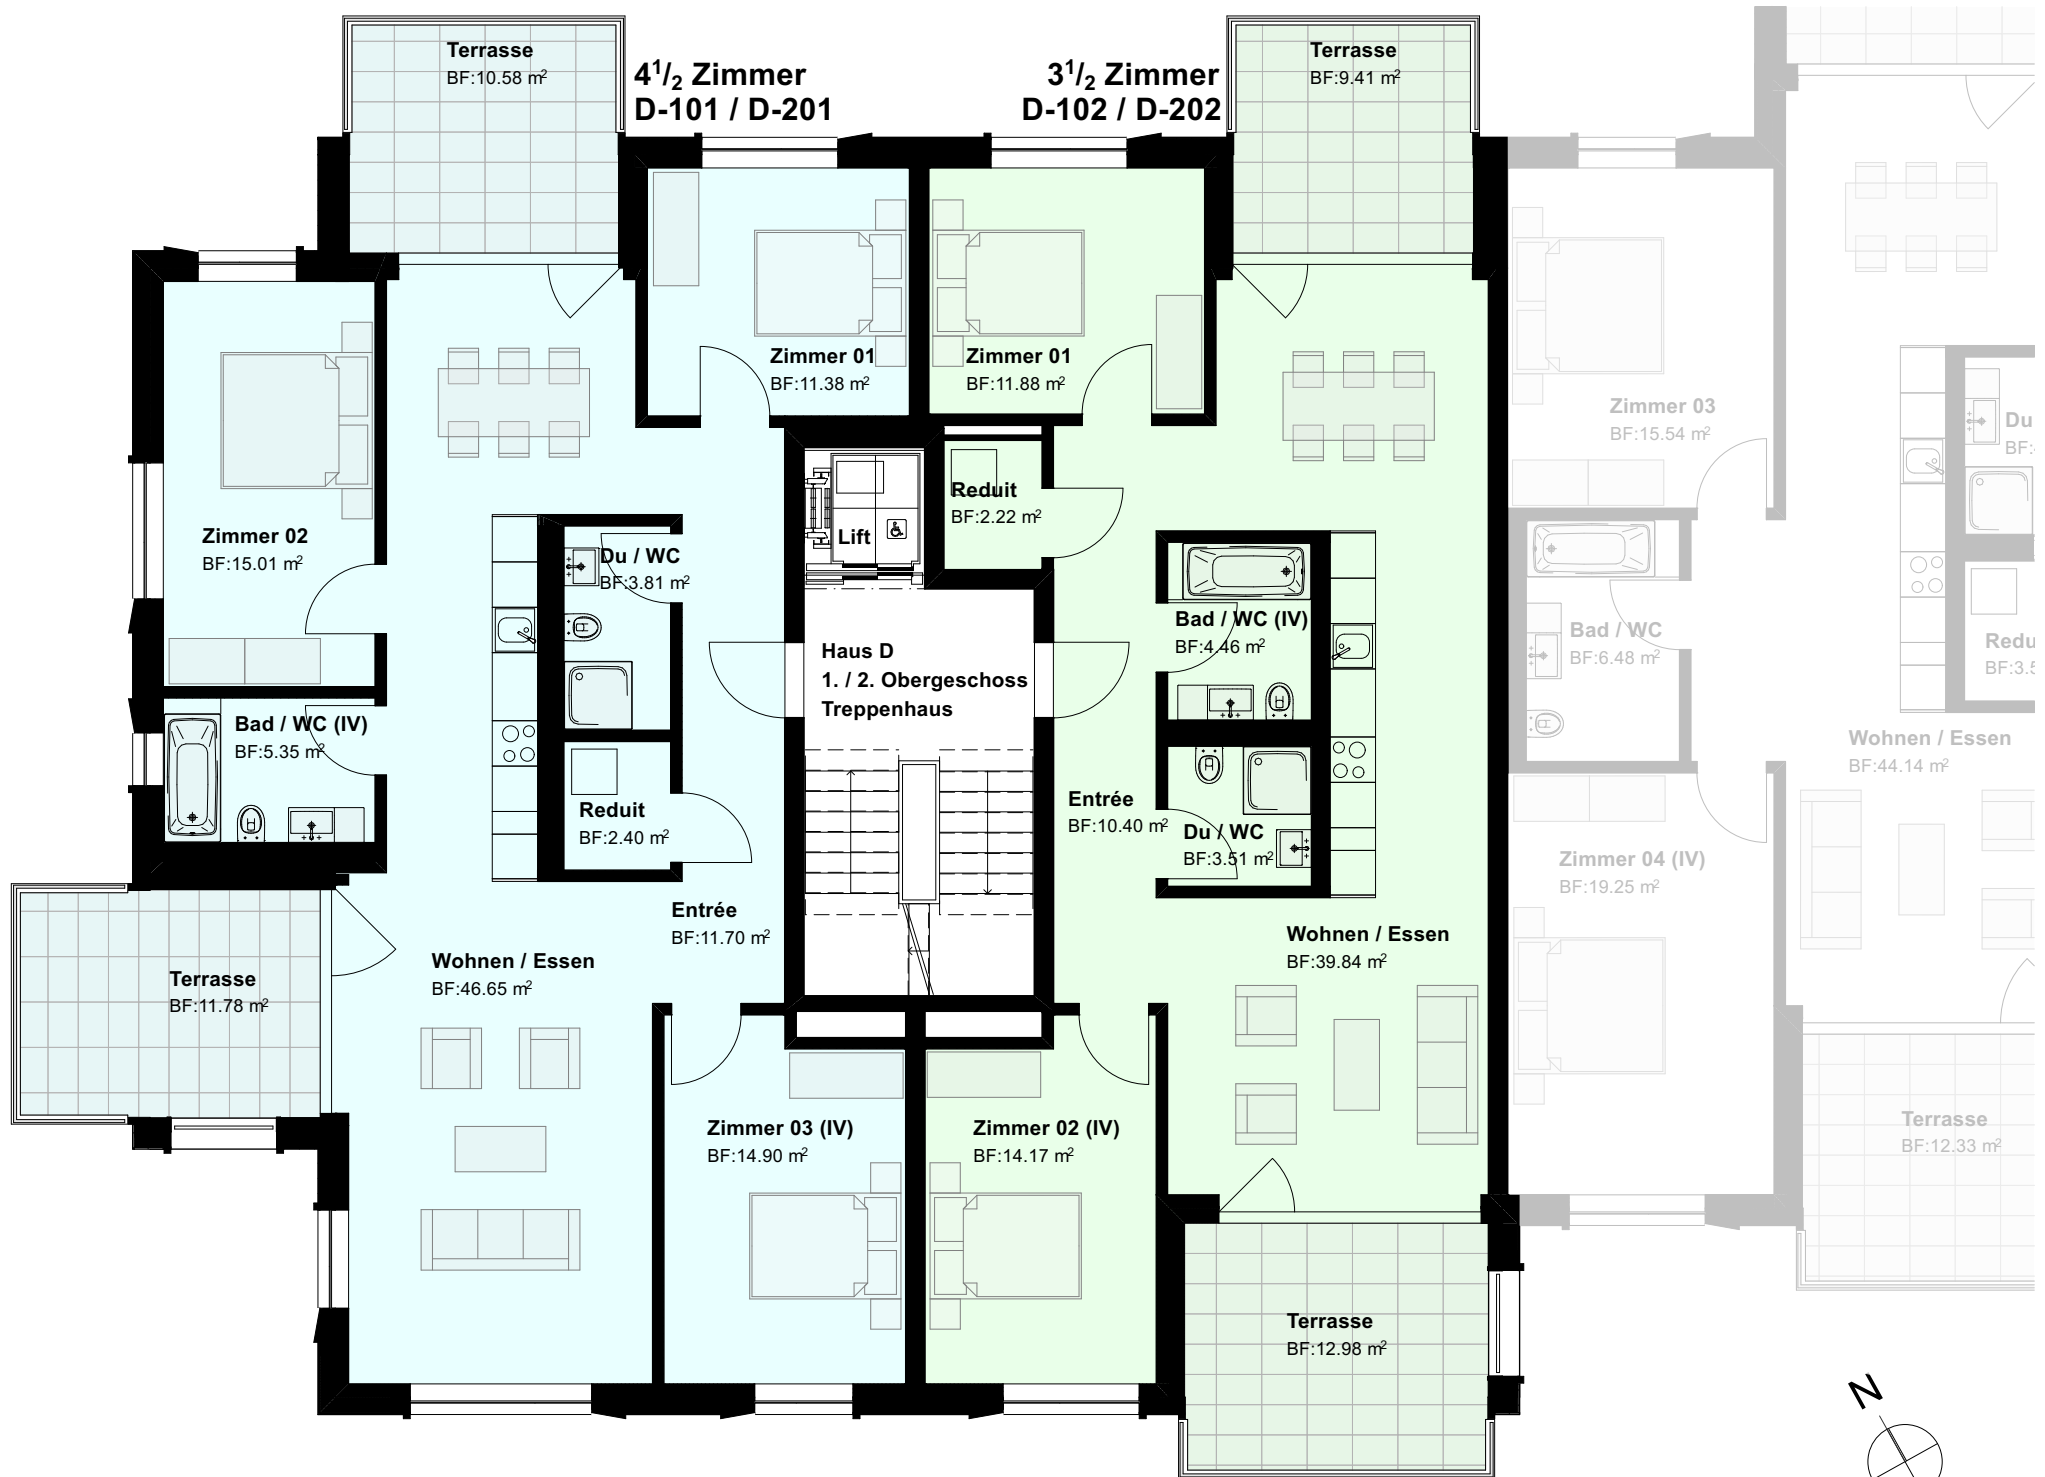 Terrasse
BF:10.58 m²
4¹/₂ Zimmer
D-101 / D-201
3¹/₂ Zimmer
D-102 / D-202
Terrasse
BF:9.41 m²
Zimmer 01
BF:11.38 m²
Zimmer 01
BF:11.88 m²
Zimmer 03
BF:15.54 m²
Du
BF:
Zimmer 02
BF:15.01 m²
Du / WC
BF:3.81 m²
Lift
Reduit
BF:2.22 m²
Bad / WC (IV)
BF:4.46 m²
Bad / WC
BF:6.48 m²
Redu
BF:3.5
Haus D
1. / 2. Obergeschoss
Treppenhaus
Bad / WC (IV)
BF:5.35 m²
Wohnen / Essen
BF:44.14 m²
Reduit
BF:2.40 m²
Entrée
BF:10.40 m²
Du / WC
BF:3.51 m²
Zimmer 04 (IV)
BF:19.25 m²
Entrée
BF:11.70 m²
Wohnen / Essen
BF:39.84 m²
Wohnen / Essen
BF:46.65 m²
Terrasse
BF:11.78 m²
Zimmer 03 (IV)
BF:14.90 m²
Zimmer 02 (IV)
BF:14.17 m²
Terrasse
BF:12.33 m²
Terrasse
BF:12.98 m²
N